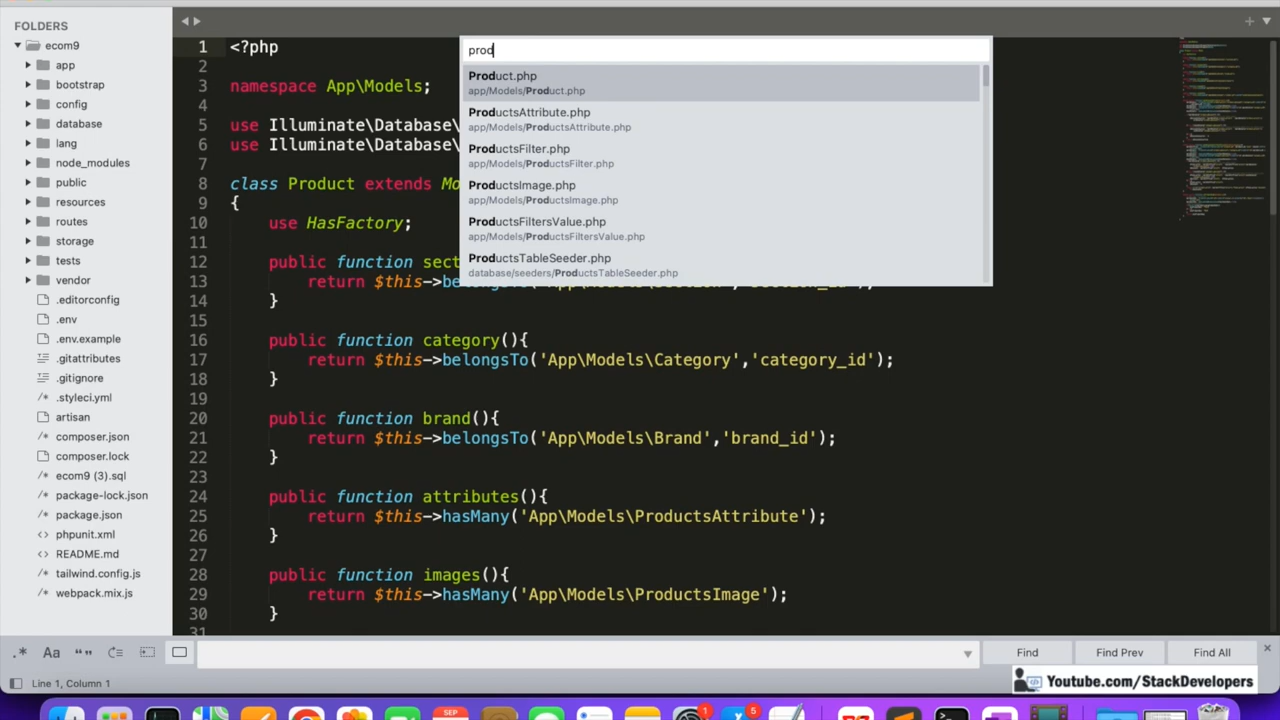 FOLDERS
ecom9
app
bootstrap
config
database
lang
node_modules
public
resources
routes
storage
tests
vendor
.editorconfig
.env
.env.example
.gitattributes
.gitignore
.styleci.yml
artisan
composer.json
composer.lock
ecom9 (3).sql
package-lock.json
package.json
phpunit.xml
README.md
tailwind.config.js
webpack.mix.js
prod
Product.php
app/Models/Product.php
ProductsAttribute.php
app/Models/ProductsAttribute.php
ProductsFilter.php
app/Models/ProductsFilter.php
ProductsImage.php
app/Models/ProductsImage.php
ProductsFiltersValue.php
app/Models/ProductsFiltersValue.php
ProductsTableSeeder.php
database/seeders/ProductsTableSeeder.php
1 <?php
2
3 namespace App\Models;
4
5 use Illuminate\Database\
6 use Illuminate\Database\
7
8 class Product extends Mo
9 {
10 use HasFactory;
11
12 public function sect
13 return $this->be
14 }
15
16 public function category(){
17 return $this->belongsTo('App\Models\Category','category_id');
18 }
19
20 public function brand(){
21 return $this->belongsTo('App\Models\Brand','brand_id');
22 }
23
24 public function attributes(){
25 return $this->hasMany('App\Models\ProductsAttribute');
26 }
27
28 public function images(){
29 return $this->hasMany('App\Models\ProductsImage');
30 }
31
.* Aa “”
Find
Find Prev
Find All
Line 1, Column 1
Youtube.com/StackDevelopers
SEP
1
5